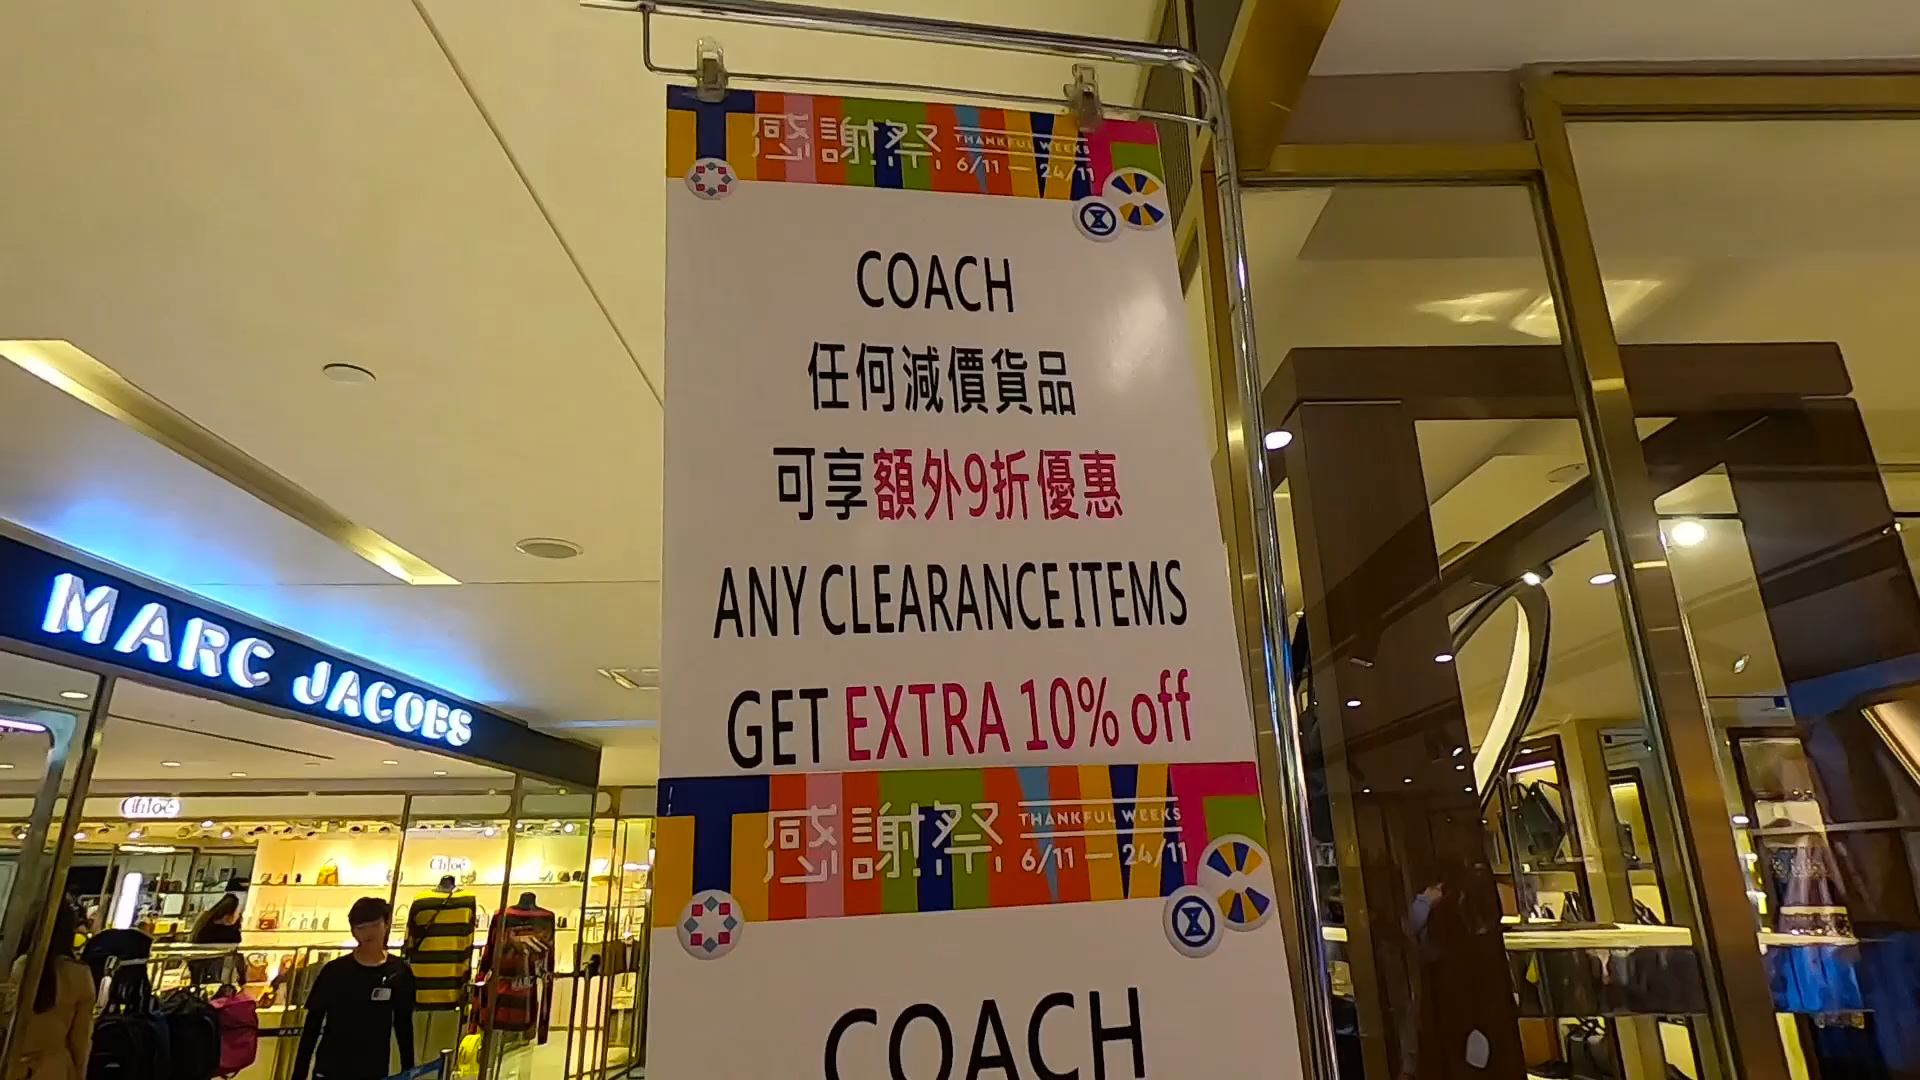 感謝祭 THANKFUL WEEKS
6/11 — 24/11
COACH
任何減價貨品
可享額外9折優惠
ANY CLEARANCE ITEMS
GET EXTRA 10% off
感謝祭 THANKFUL WEEKS
6/11 — 24/11
COACH
MARC JACOBS
Chloé
Chloé